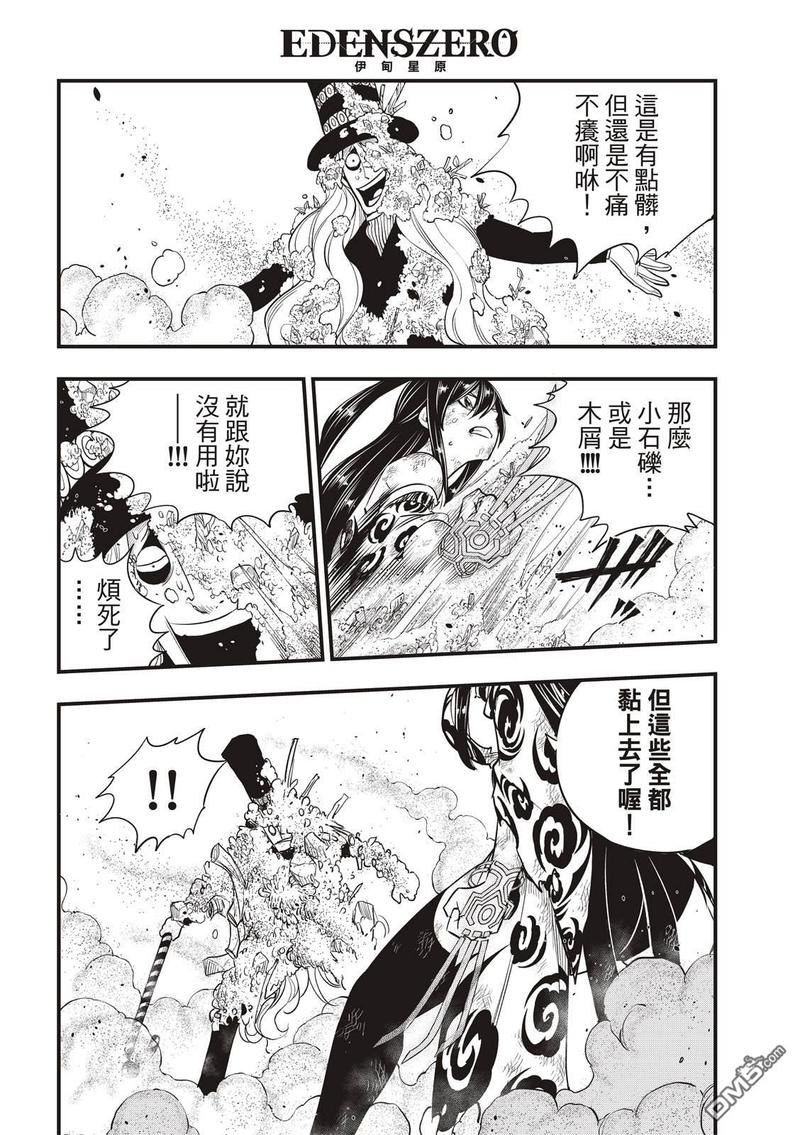 EDENSZERO
伊甸星原
這是有點髒，
但還是不痛
不癢啊咻！
那麼
小石礫…
或是
木屑!!!!
就跟妳說
沒有用啦
——!!!
煩死了
……
但這些全都
黏上去了喔！
!!
DMB